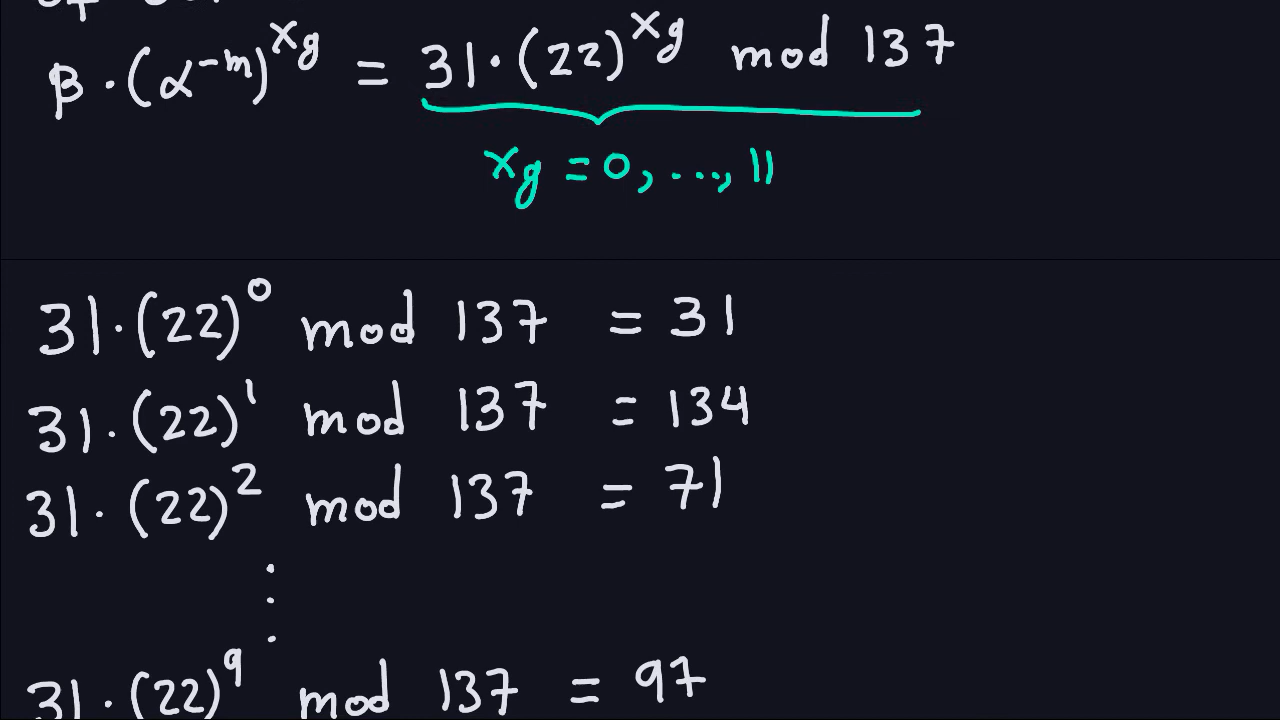 of
β·(α⁻ᵐ)^xg = 31·(22)^xg mod 137
xg = 0, ..., 11
31·(22)⁰ mod 137 = 31
31·(22)¹ mod 137 = 134
31·(22)² mod 137 = 71
⋮
31·(22)⁹ mod 137 = 97